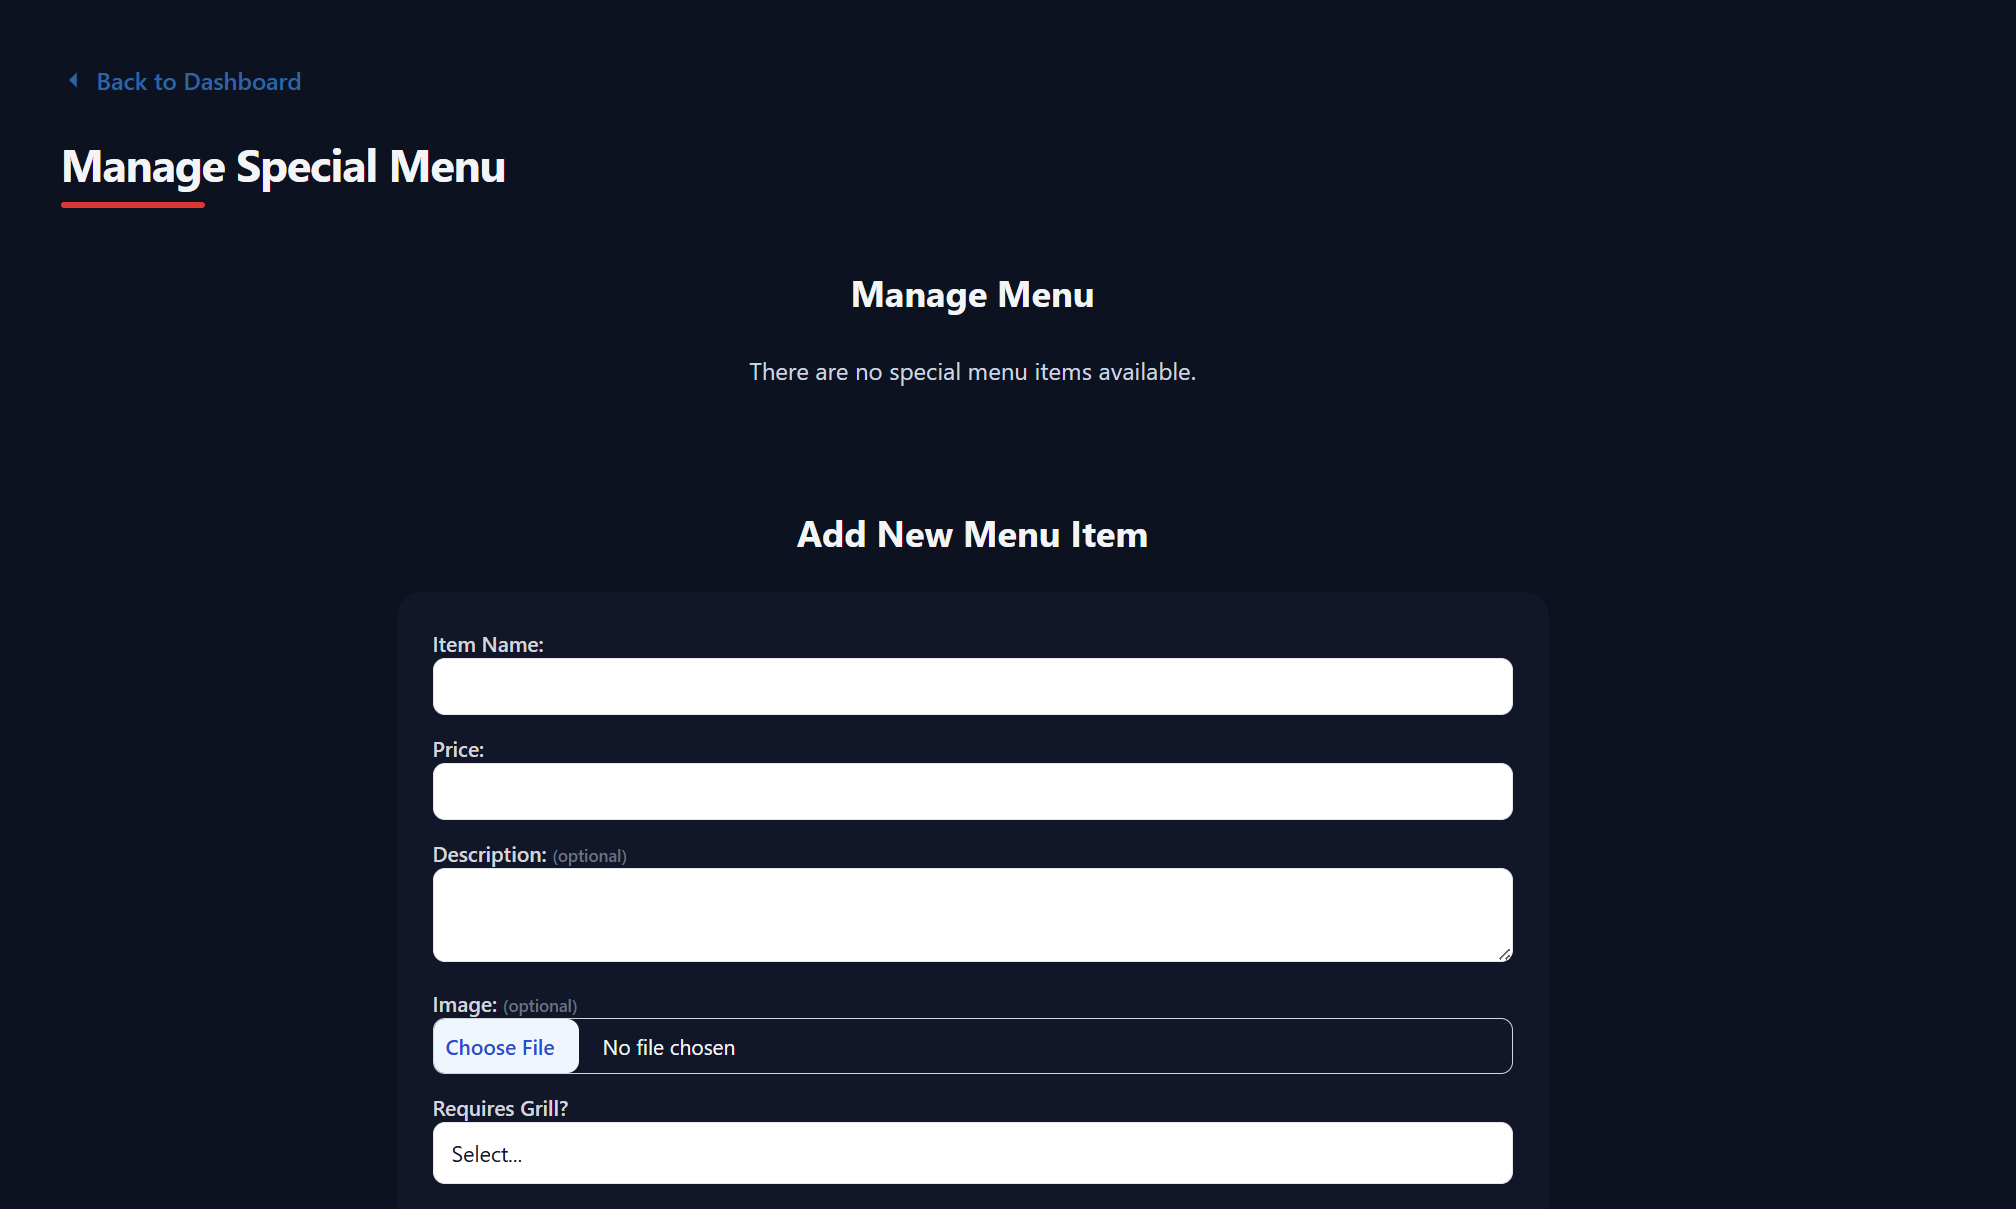 Back to Dashboard
Manage Special Menu
Manage Menu
There are no special menu items available.
Add New Menu Item
Item Name:
Price:
Description: (optional)
Image: (optional)
Choose File No file chosen
Requires Grill?
Select...